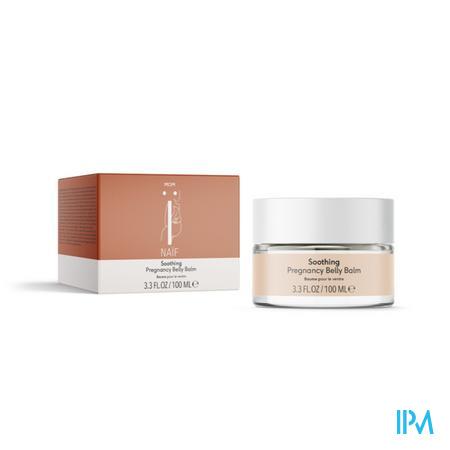 MOM
NAÏF
Soothing
Pregnancy Belly Balm
Baume pour le ventre
3.3 FL.OZ / 100 ML ℮
Soothing
Pregnancy Belly Balm
Baume pour le ventre
3.3 FL.OZ / 100 ML ℮
IPM